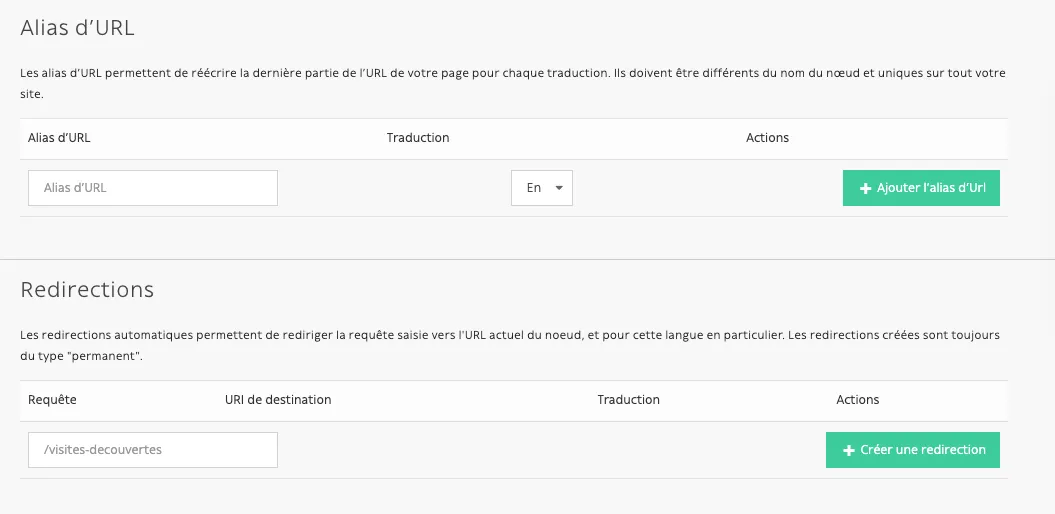 Alias d’URL
Les alias d’URL permettent de réécrire la dernière partie de l’URL de votre page pour chaque traduction. Ils doivent être différents du nom du nœud et uniques sur tout votre
site.
Alias d’URL Traduction Actions
Alias d’URL En Ajouter l’alias d’Url
Redirections
Les redirections automatiques permettent de rediriger la requête saisie vers l'URL actuel du noeud, et pour cette langue en particulier. Les redirections créées sont toujours
du type "permanent".
Requête URI de destination Traduction Actions
/visites-decouvertes Créer une redirection